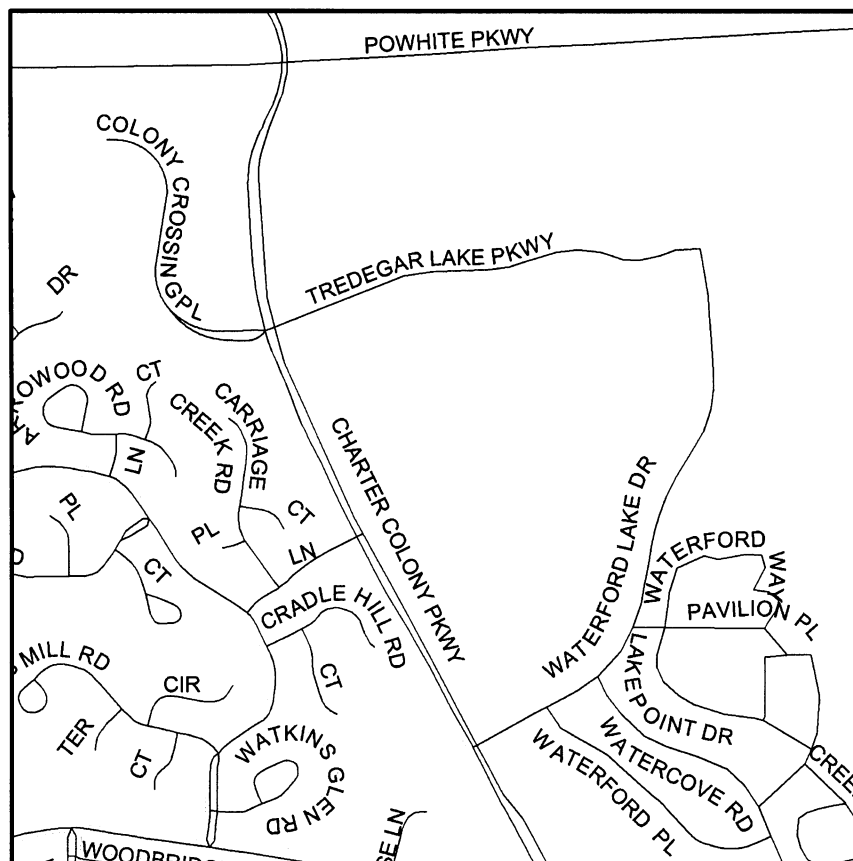 POWHITE PKWY
COLONY CROSSING PL
TREDEGAR LAKE PKWY
DR
CT
RD
CARRIAGE
CREEK RD
LN
CHARTER COLONY PKWY
PL
CT
PL
LN
CT
WATERFORD LAKE DR
WATERFORD WAY
PAVILION PL
CRADLE HILL RD
LAKEPOINT DR
MILL RD
CIR
CT
TER
CT
WATKINS GLEN RD
WATERCOVE RD
WATERFORD PL
LN